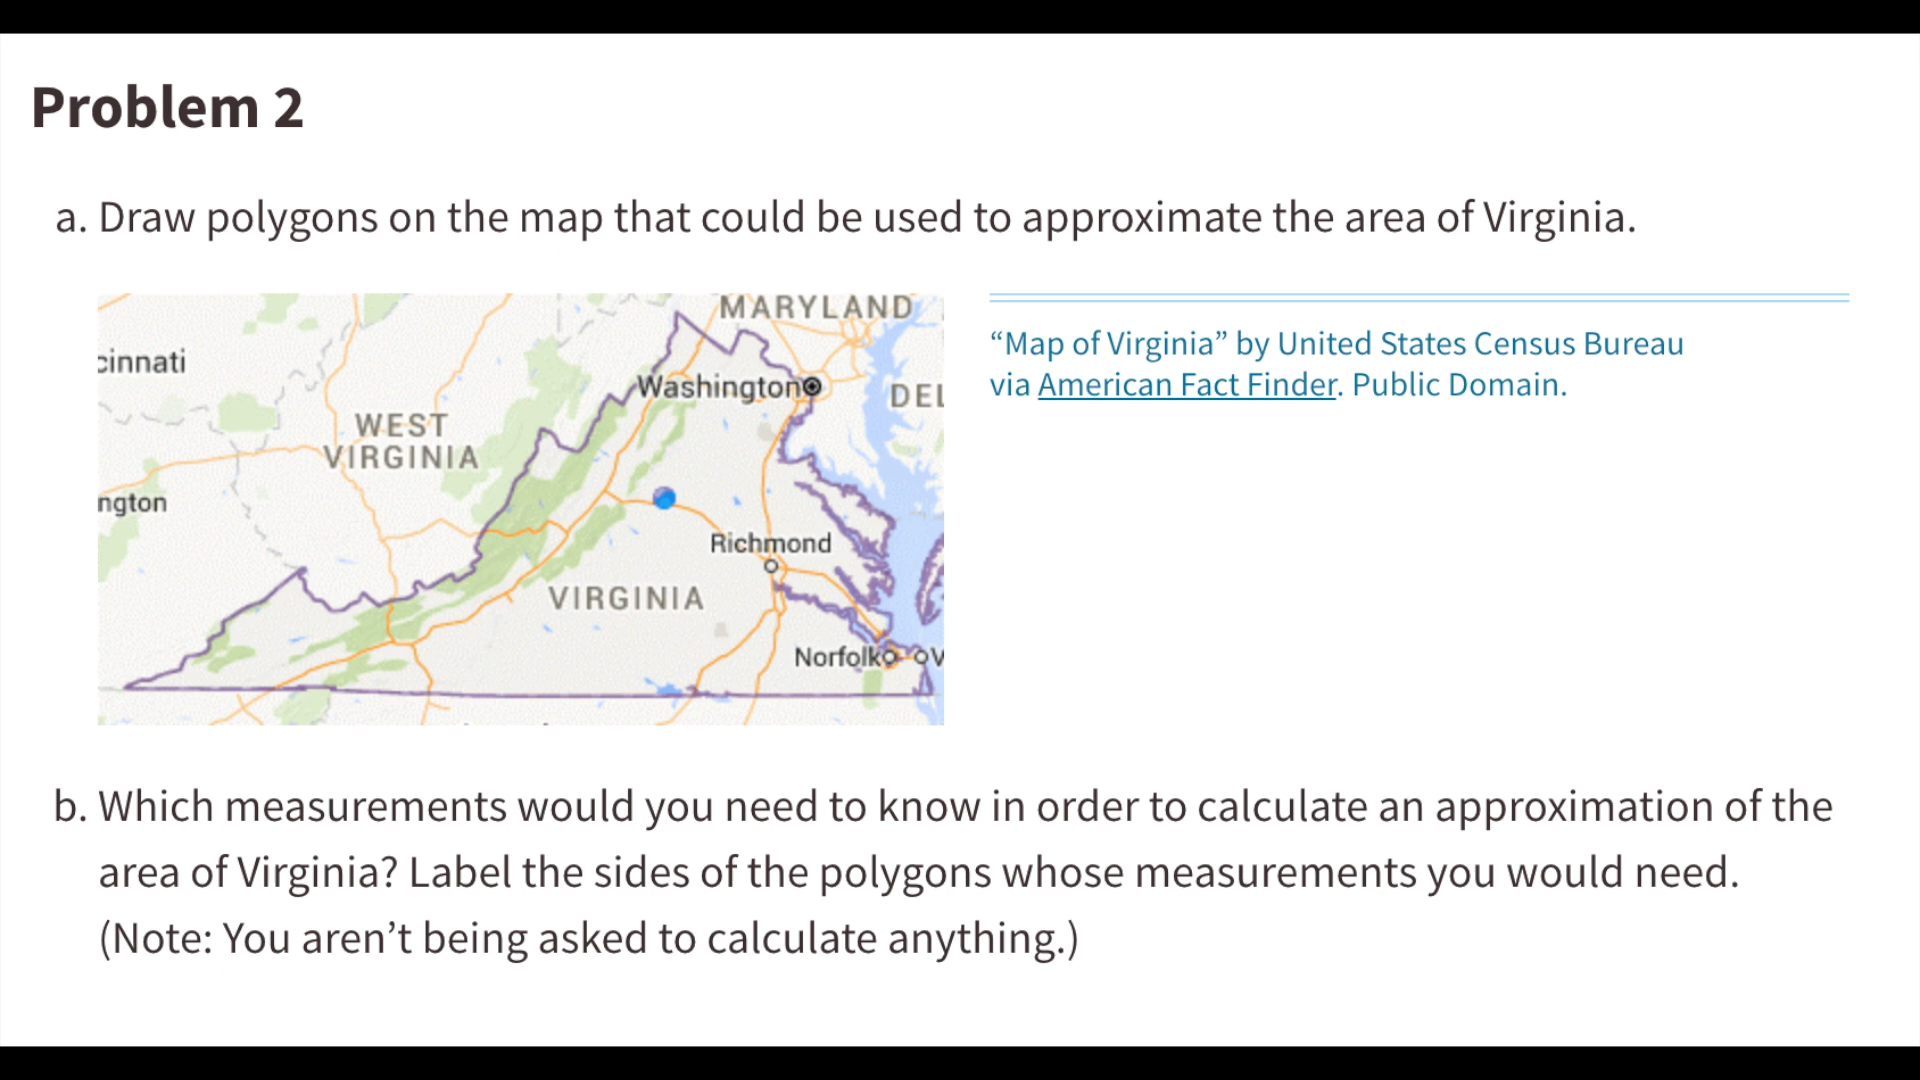 Problem 2
a. Draw polygons on the map that could be used to approximate the area of Virginia.
MARYLAND
cinnati
Washington
DEL
WEST
VIRGINIA
ngton
Richmond
VIRGINIA
Norfolk
V
“Map of Virginia” by United States Census Bureau
via American Fact Finder. Public Domain.
b. Which measurements would you need to know in order to calculate an approximation of the
area of Virginia? Label the sides of the polygons whose measurements you would need.
(Note: You aren’t being asked to calculate anything.)